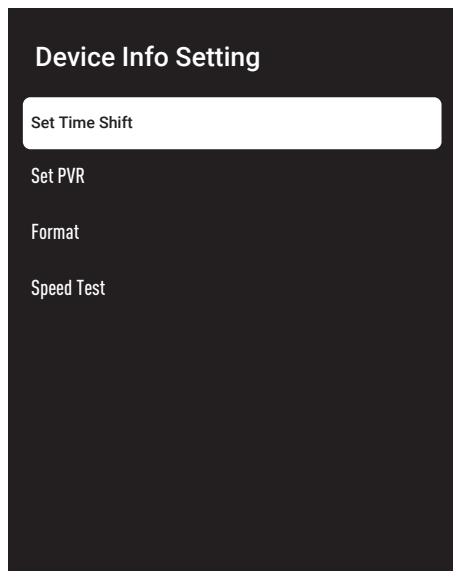 Device Info Setting
Set Time Shift
Set PVR
Format
Speed Test